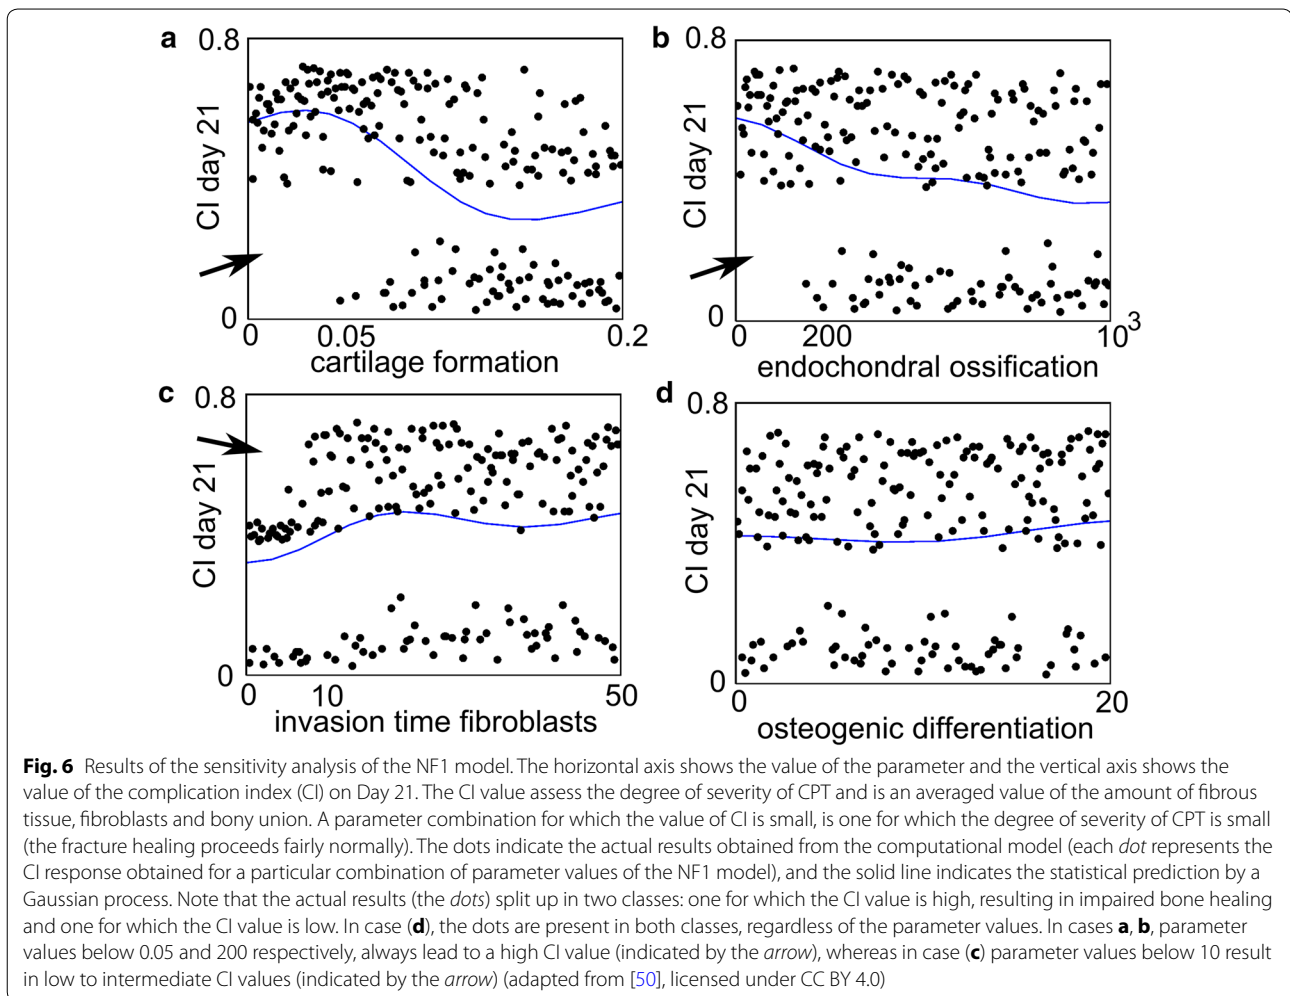 a
0.8
CI day 21
0
0
0.05
0.2
cartilage formation
b
0.8
CI day 21
0
0
200
10³
endochondral ossification
c
0.8
CI day 21
0
0
10
50
invasion time fibroblasts
d
0.8
CI day 21
0
0
20
osteogenic differentiation
Fig. 6 Results of the sensitivity analysis of the NF1 model. The horizontal axis shows the value of the parameter and the vertical axis shows the
value of the complication index (CI) on Day 21. The CI value assess the degree of severity of CPT and is an averaged value of the amount of fibrous
tissue, fibroblasts and bony union. A parameter combination for which the value of CI is small, is one for which the degree of severity of CPT is small
(the fracture healing proceeds fairly normally). The dots indicate the actual results obtained from the computational model (each dot represents the
CI response obtained for a particular combination of parameter values of the NF1 model), and the solid line indicates the statistical prediction by a
Gaussian process. Note that the actual results (the dots) split up in two classes: one for which the CI value is high, resulting in impaired bone healing
and one for which the CI value is low. In case (d), the dots are present in both classes, regardless of the parameter values. In cases a, b, parameter
values below 0.05 and 200 respectively, always lead to a high CI value (indicated by the arrow), whereas in case (c) parameter values below 10 result
in low to intermediate CI values (indicated by the arrow) (adapted from [50], licensed under CC BY 4.0)